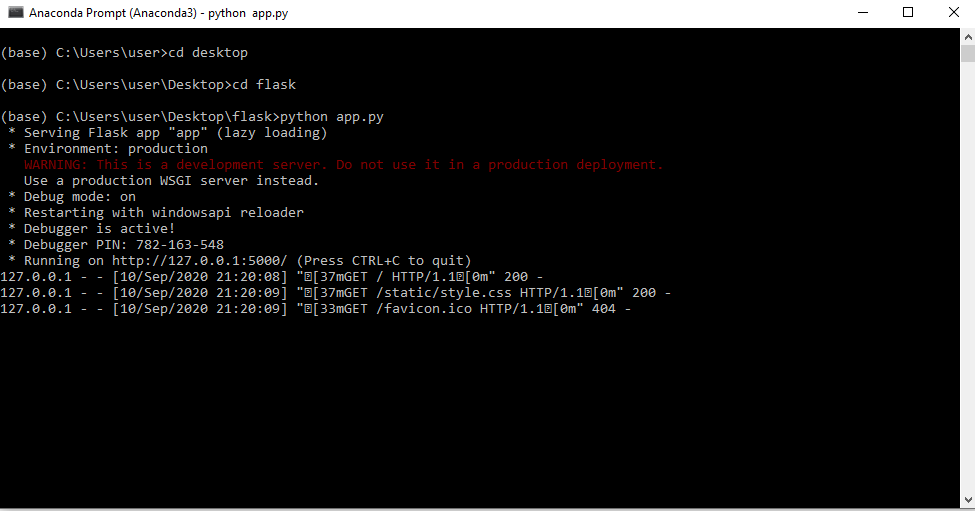 Anaconda Prompt (Anaconda3) - python  app.py
(base) C:\Users\user>cd desktop
(base) C:\Users\user\Desktop>cd flask
(base) C:\Users\user\Desktop\flask>python app.py
 * Serving Flask app "app" (lazy loading)
 * Environment: production
   WARNING: This is a development server. Do not use it in a production deployment.
   Use a production WSGI server instead.
 * Debug mode: on
 * Restarting with windowsapi reloader
 * Debugger is active!
 * Debugger PIN: 782-163-548
 * Running on http://127.0.0.1:5000/ (Press CTRL+C to quit)
127.0.0.1 - - [10/Sep/2020 21:20:08] "⍰[37mGET / HTTP/1.1⍰[0m" 200 -
127.0.0.1 - - [10/Sep/2020 21:20:09] "⍰[37mGET /static/style.css HTTP/1.1⍰[0m" 200 -
127.0.0.1 - - [10/Sep/2020 21:20:09] "⍰[33mGET /favicon.ico HTTP/1.1⍰[0m" 404 -